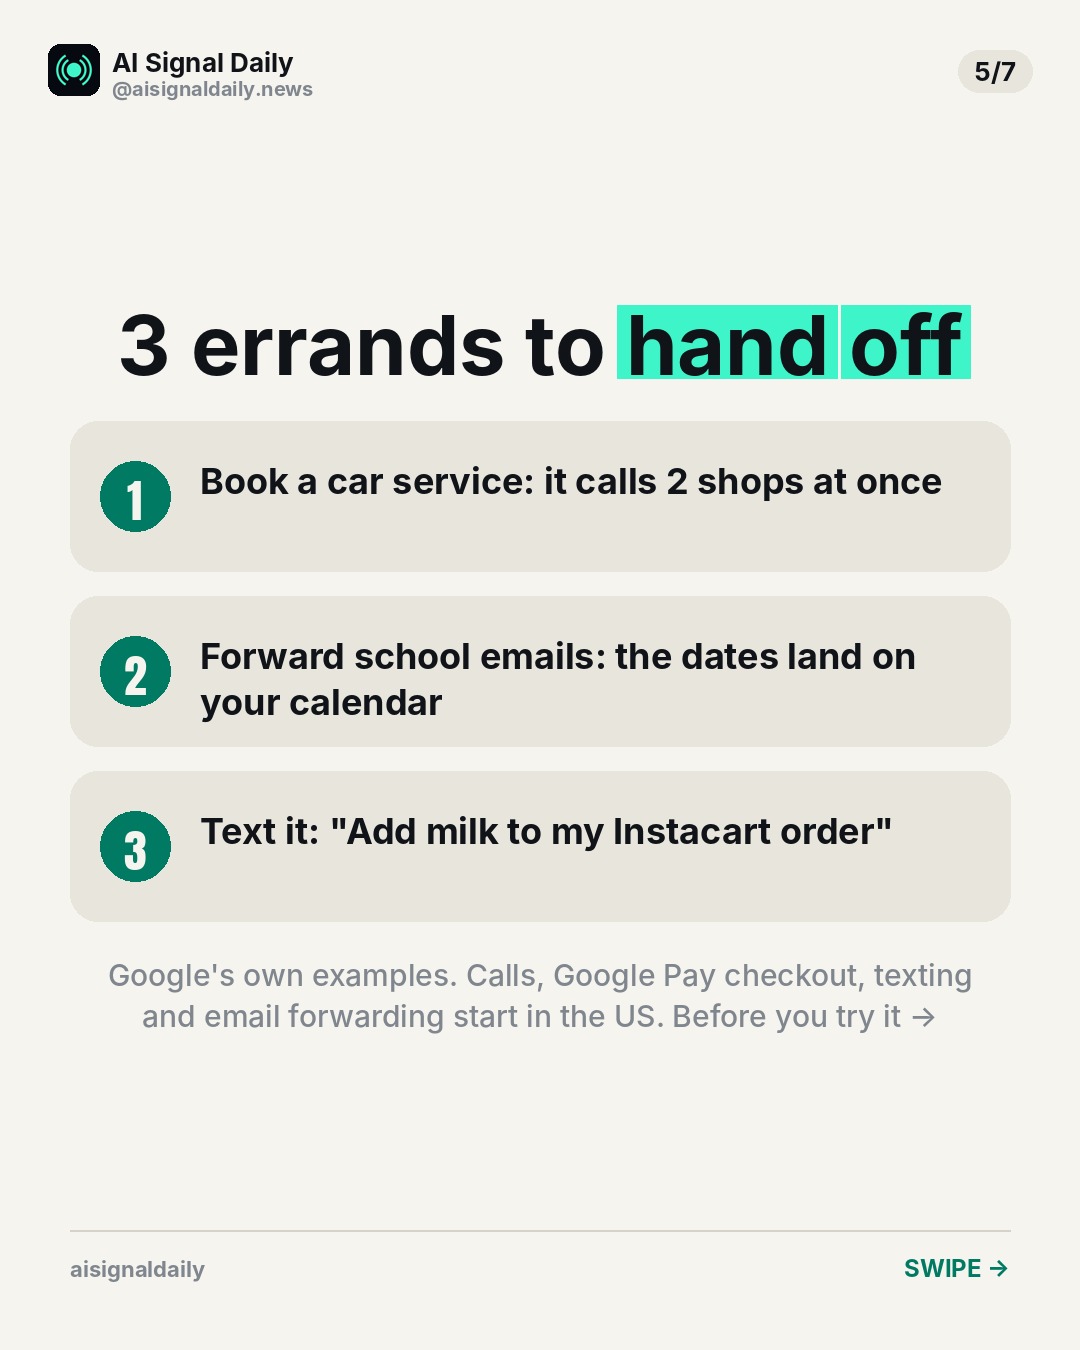 AI Signal Daily
@aisignaldaily.news
5/7
3 errands to hand off
1
Book a car service: it calls 2 shops at once
2
Forward school emails: the dates land on
your calendar
3
Text it: "Add milk to my Instacart order"
Google's own examples. Calls, Google Pay checkout, texting
and email forwarding start in the US. Before you try it →
aisignaldaily
SWIPE →